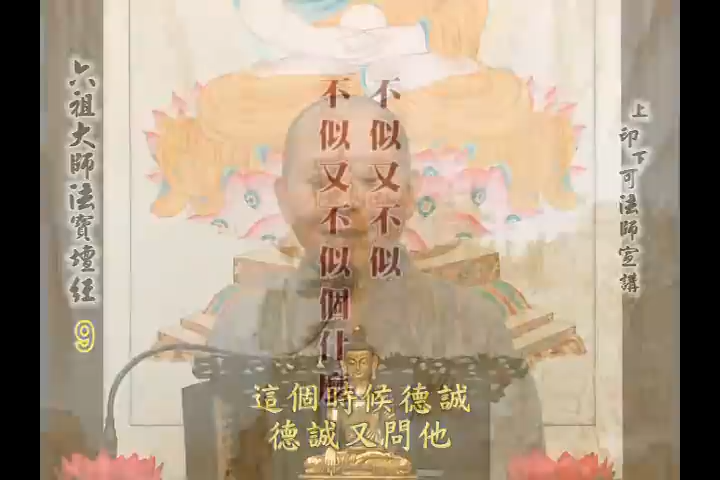 六祖大師法寶壇經
9
上印下可法師宣講
不似又不似
不似又不似個什麼
這個時候德誠
德誠又問他